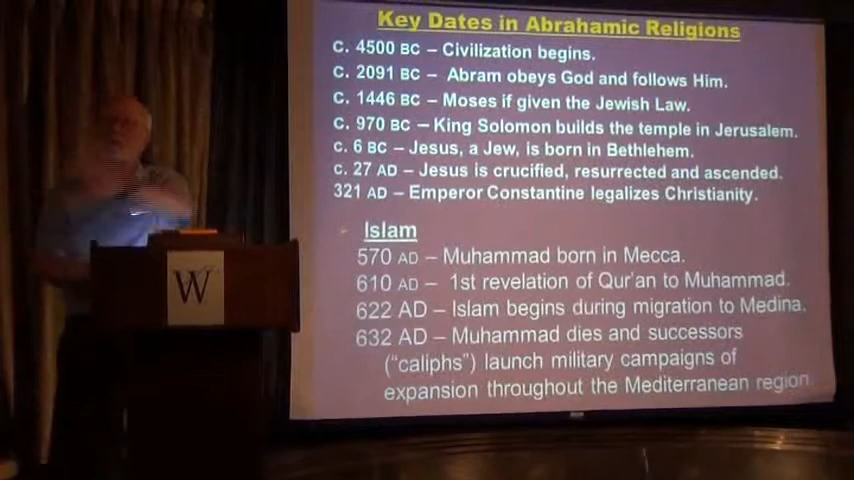 Key Dates in Abrahamic Religions
C. 4500 BC – Civilization begins.
C. 2091 BC – Abram obeys God and follows Him.
C. 1446 BC – Moses if given the Jewish Law.
C. 970 BC – King Solomon builds the temple in Jerusalem.
c. 6 BC – Jesus, a Jew, is born in Bethlehem.
c. 27 AD – Jesus is crucified, resurrected and ascended.
321 AD – Emperor Constantine legalizes Christianity.
Islam
570 AD – Muhammad born in Mecca.
610 AD – 1st revelation of Qur'an to Muhammad.
622 AD – Islam begins during migration to Medina.
632 AD – Muhammad dies and successors
("caliphs") launch military campaigns of
expansion throughout the Mediterranean region.
W